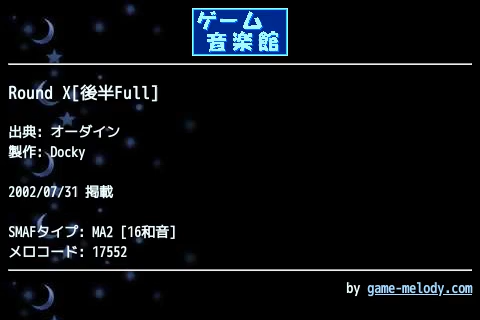 ゲーム
音楽館
Round X[後半Full]
出典: オーダイン
製作: Docky
2002/07/31 掲載
SMAFタイプ: MA2 [16和音]
メロコード: 17552
by game-melody.com